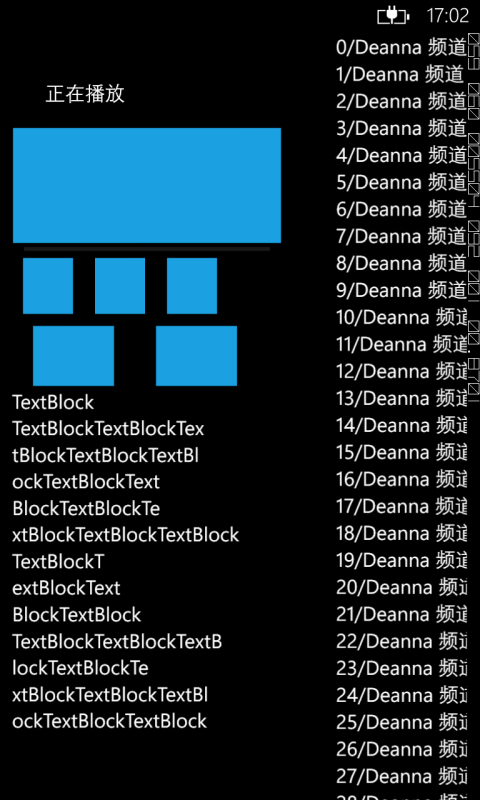 17:02
正在播放
TextBlock
TextBlockTextBlockTex
tBlockTextBlockTextBl
ockTextBlockText
BlockTextBlockTe
xtBlockTextBlockTextBlock
TextBlockT
extBlockText
BlockTextBlock
TextBlockTextBlockTextB
lockTextBlockTe
xtBlockTextBlockTextBl
ockTextBlockTextBlock
0/Deanna 频道
1/Deanna 频道
2/Deanna 频道
3/Deanna 频道
4/Deanna 频道
5/Deanna 频道
6/Deanna 频道
7/Deanna 频道
8/Deanna 频道
9/Deanna 频道
10/Deanna 频道
11/Deanna 频道
12/Deanna 频道
13/Deanna 频道
14/Deanna 频道
15/Deanna 频道
16/Deanna 频道
17/Deanna 频道
18/Deanna 频道
19/Deanna 频道
20/Deanna 频道
21/Deanna 频道
22/Deanna 频道
23/Deanna 频道
24/Deanna 频道
25/Deanna 频道
26/Deanna 频道
27/Deanna 频道